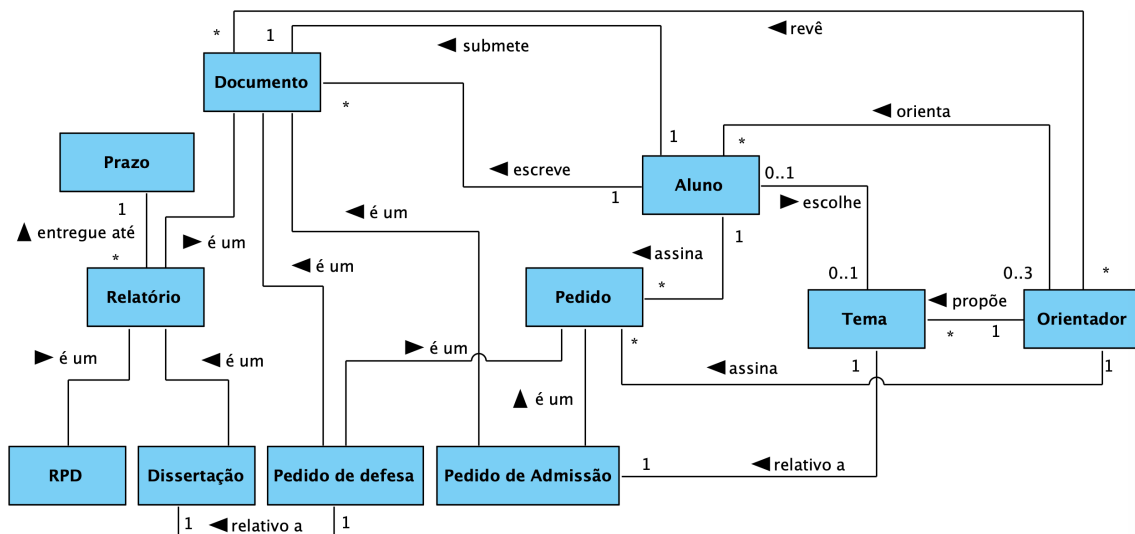 * 1 ◄ revê
◄ submete
Documento
*
◄ orienta
Prazo
1 *
◄ escreve Aluno 0..1
1 ► escolhe
1 ◄ é um 1
▲ entregue até ► é um
◄ assina
*
◄ é um 0..1 0..3 *
Relatório Pedido * ◄ propõe
Tema Orientador
* 1
► é um ◄ é um ► é um *
◄ assina 1 1
▲ é um
RPD Dissertação Pedido de defesa Pedido de Admissão 1 ◄ relativo a
1 ◄ relativo a 1